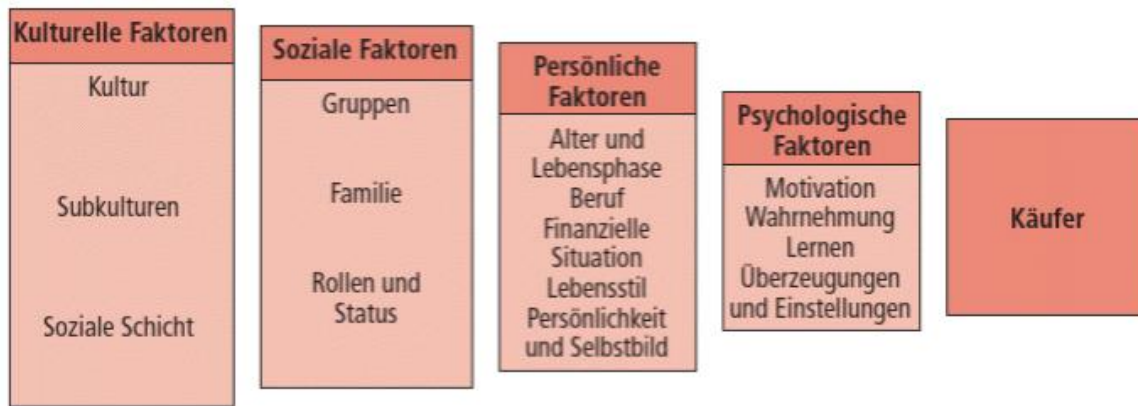 Kulturelle Faktoren
Kultur
Subkulturen
Soziale Schicht
Soziale Faktoren
Gruppen
Familie
Rollen und
Status
Persönliche
Faktoren
Alter und
Lebensphase
Beruf
Finanzielle
Situation
Lebensstil
Persönlichkeit
und Selbstbild
Psychologische
Faktoren
Motivation
Wahrnehmung
Lernen
Überzeugungen
und Einstellungen
Käufer